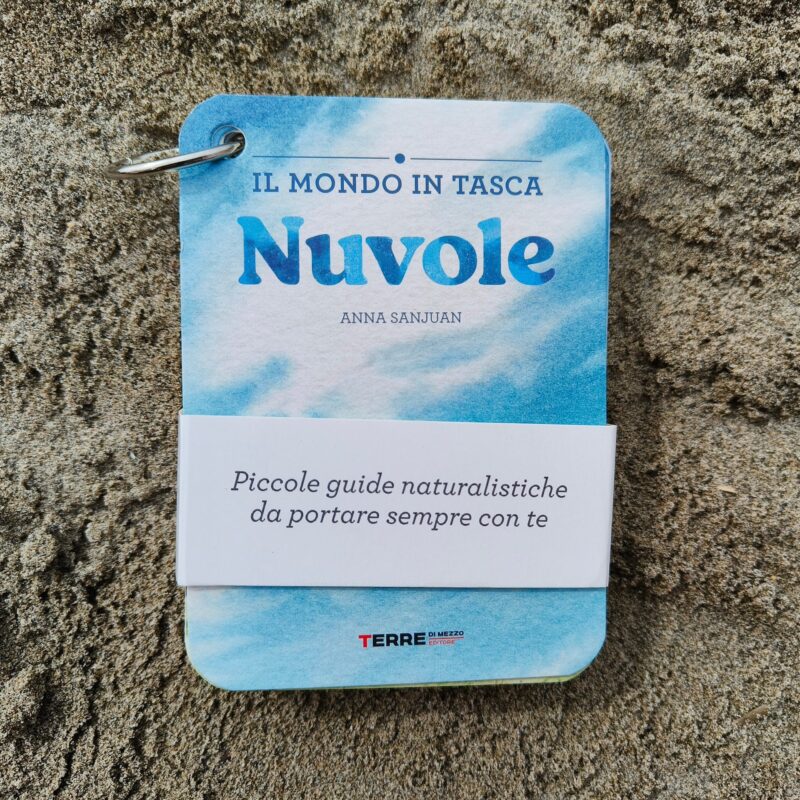 IL MONDO IN TASCA
Nuvole
ANNA SANJUAN
Piccole guide naturalistiche
da portare sempre con te
TERRE DI MEZZO
EDITORE